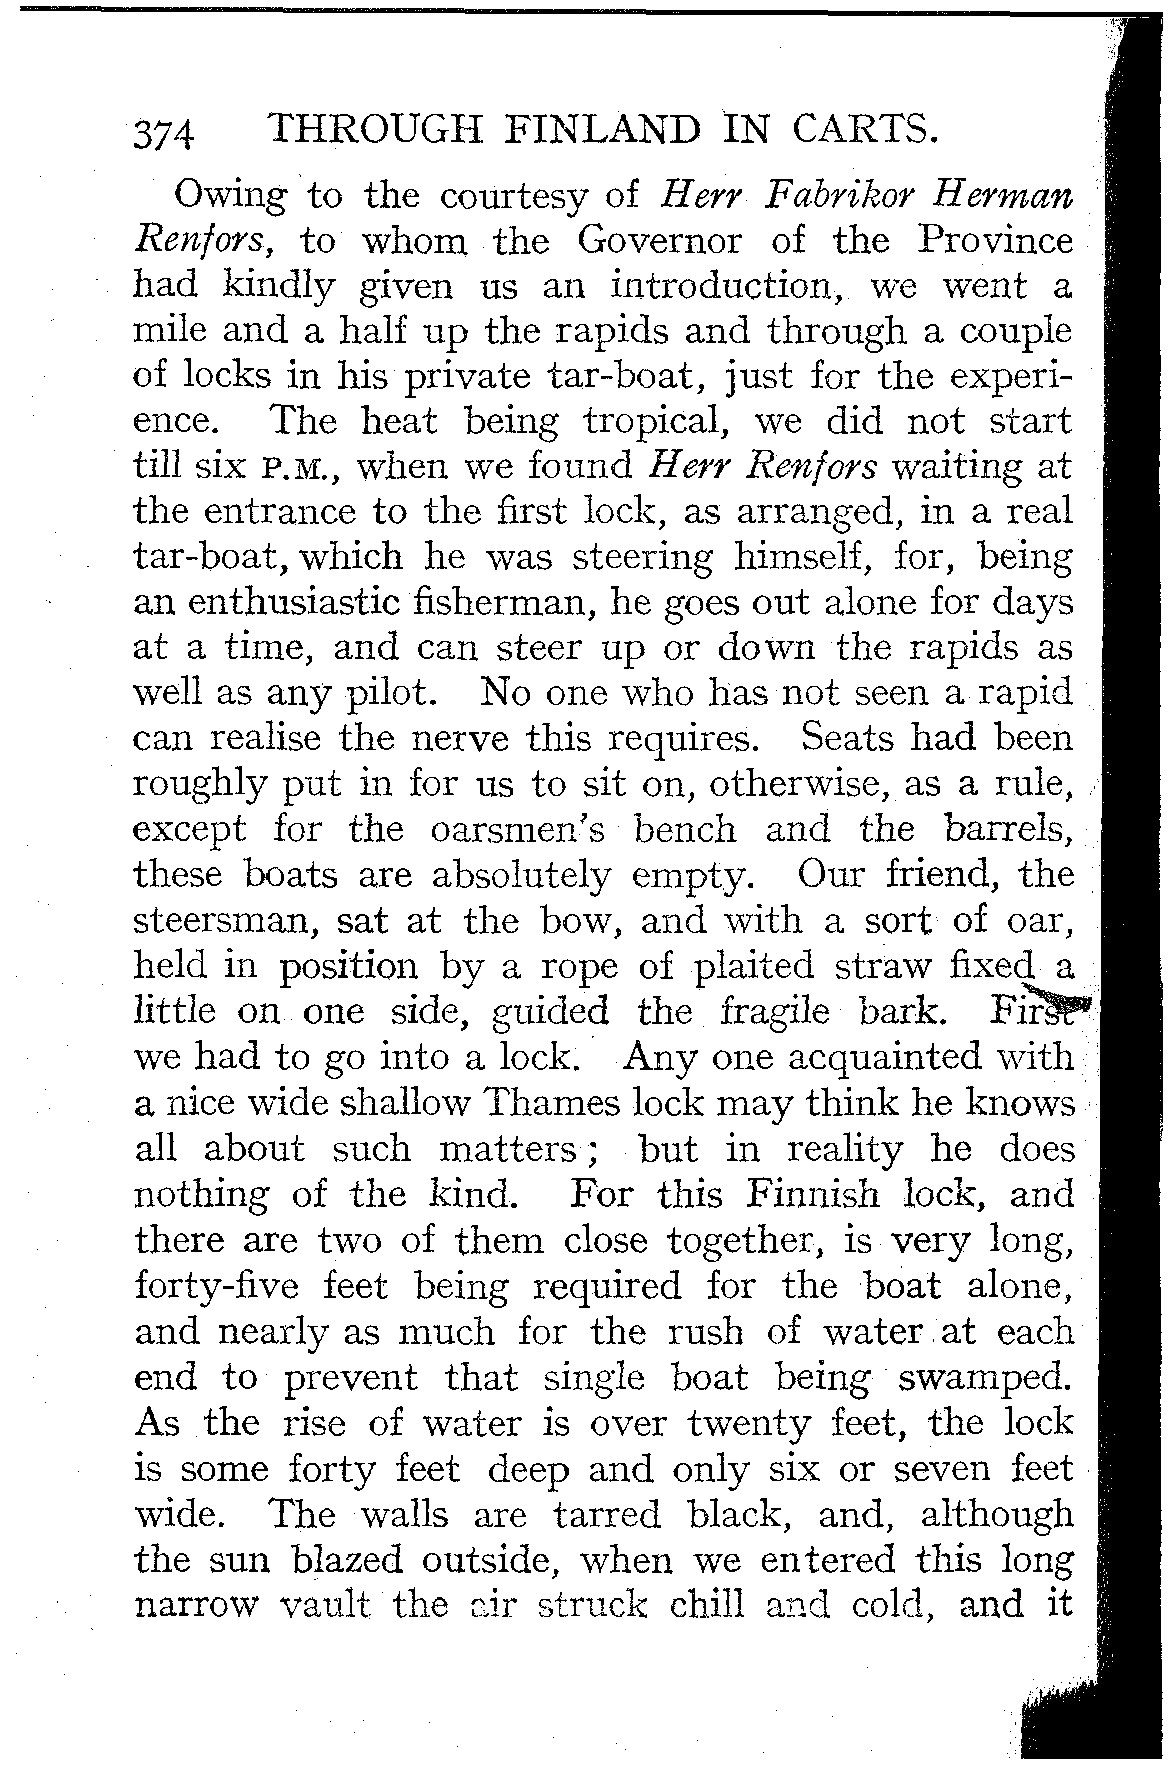 374 THROUGH FINLAND IN CARTS.
Owing to the courtesy of Herr Fabrikor Herman
Renfors, to whom the Governor of the Province
had kindly given us an introduction, we went a
mile and a half up the rapids and through a couple
of locks in his private tar-boat, just for the experi-
ence. The heat being tropical, we did not start
till six P.M., when we found Herr Renfors waiting at
the entrance to the first lock, as arranged, in a real
tar-boat, which he was steering himself, for, being
an enthusiastic fisherman, he goes out alone for days
at a time, and can steer up or down the rapids as
well as any pilot. No one who has not seen a rapid
can realise the nerve this requires. Seats had been
roughly put in for us to sit on, otherwise, as a rule,
except for the oarsmen's bench and the barrels,
these boats are absolutely empty. Our friend, the
steersman, sat at the bow, and with a sort of oar,
held in position by a rope of plaited straw fixed a
little on one side, guided the fragile bark. First
we had to go into a lock. Any one acquainted with
a nice wide shallow Thames lock may think he knows
all about such matters; but in reality he does
nothing of the kind. For this Finnish lock, and
there are two of them close together, is very long,
forty-five feet being required for the boat alone,
and nearly as much for the rush of water at each
end to prevent that single boat being swamped.
As the rise of water is over twenty feet, the lock
is some forty feet deep and only six or seven feet
wide. The walls are tarred black, and, although
the sun blazed outside, when we entered this long
narrow vault the air struck chill and cold, and it